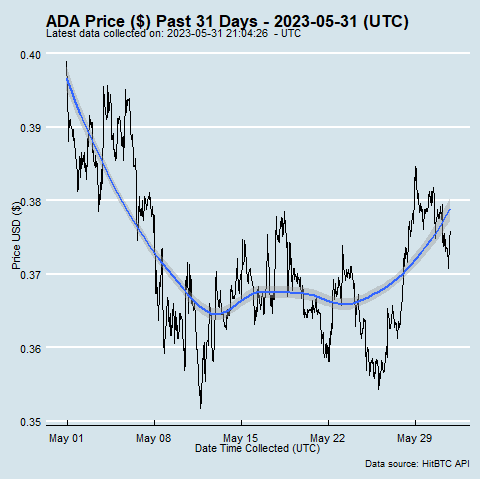 ADA Price ($) Past 31 Days - 2023-05-31 (UTC)
Latest data collected on: 2023-05-31 21:04:26 - UTC
0.40
0.39
0.38
0.37
0.36
0.35
Price USD ($)
May 01 May 08 May 15 May 22 May 29
Date Time Collected (UTC)
Data source: HitBTC API